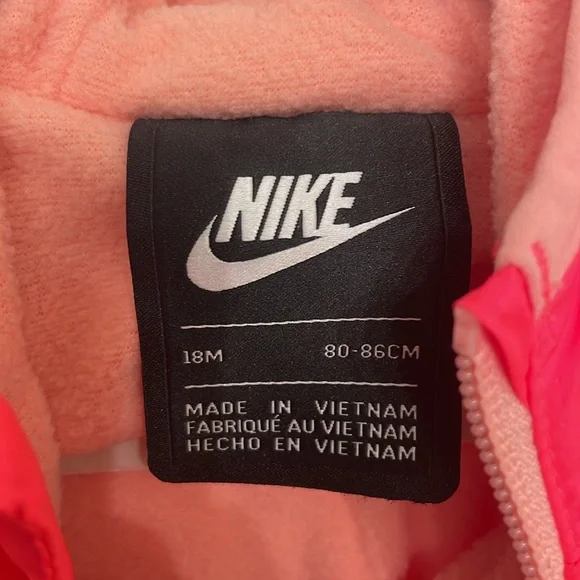 NIKE
18M 80-86CM
MADE IN VIETNAM
FABRIQUÉ AU VIETNAM
HECHO EN VIETNAM